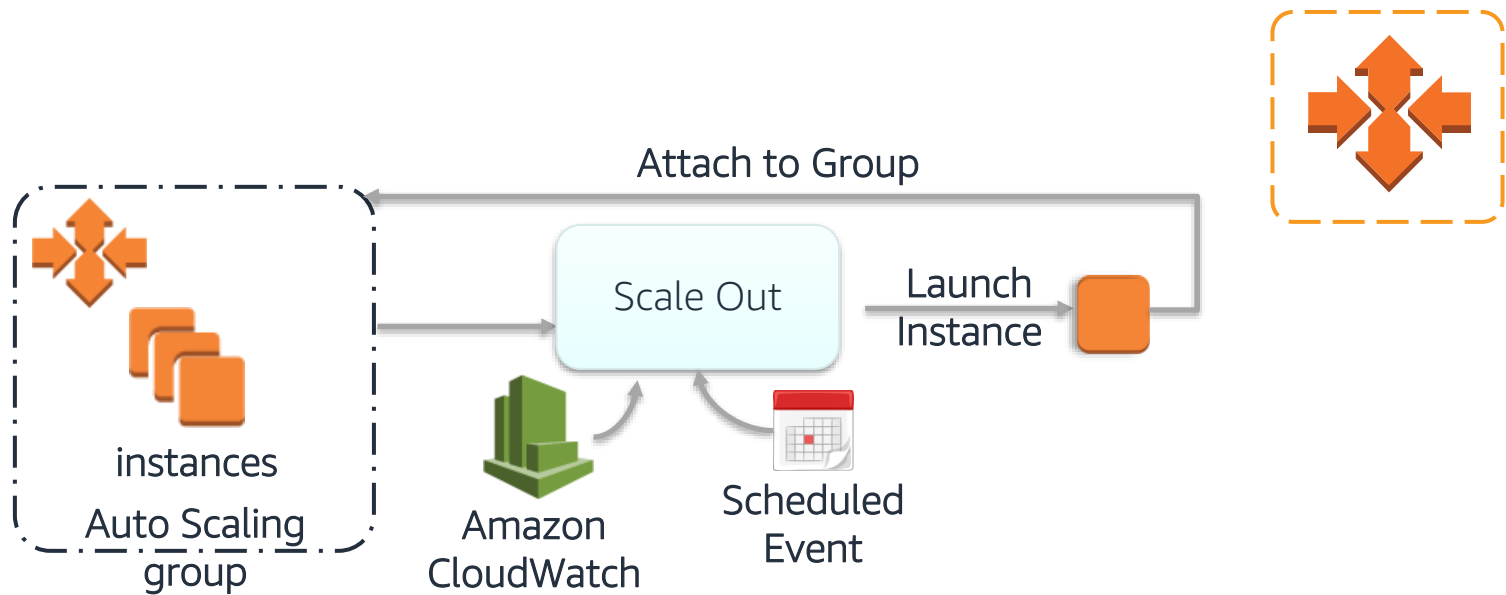 Attach to Group
Scale Out
Launch
Instance
instances
Auto Scaling
group
Amazon
CloudWatch
Scheduled
Event